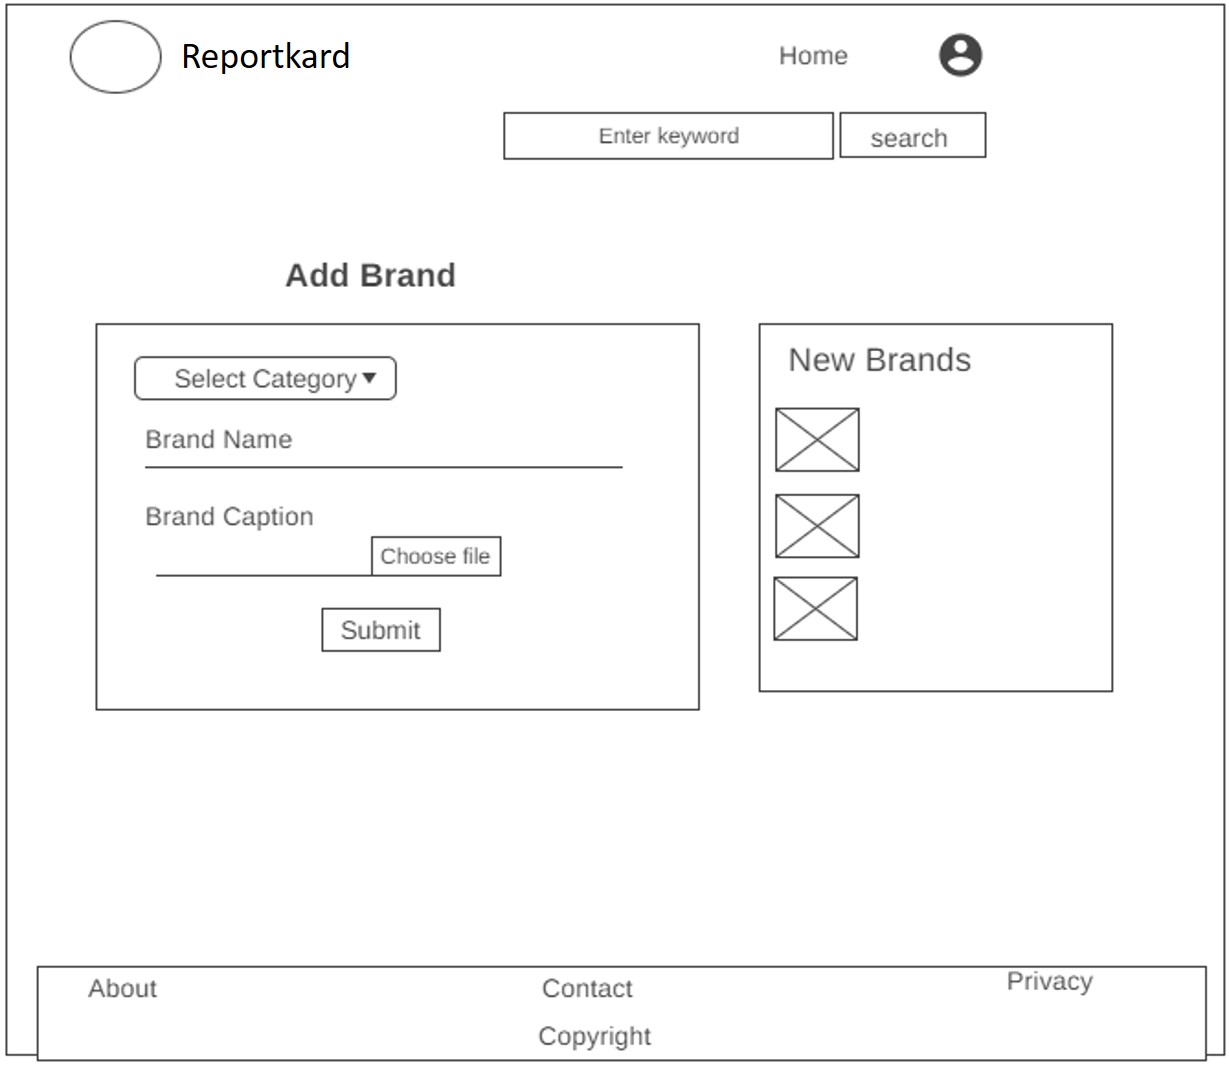 Reportkard
Home
Enter keyword
search
Add Brand
Select Category
Brand Name
Brand Caption
Choose file
Submit
New Brands
About
Contact
Privacy
Copyright